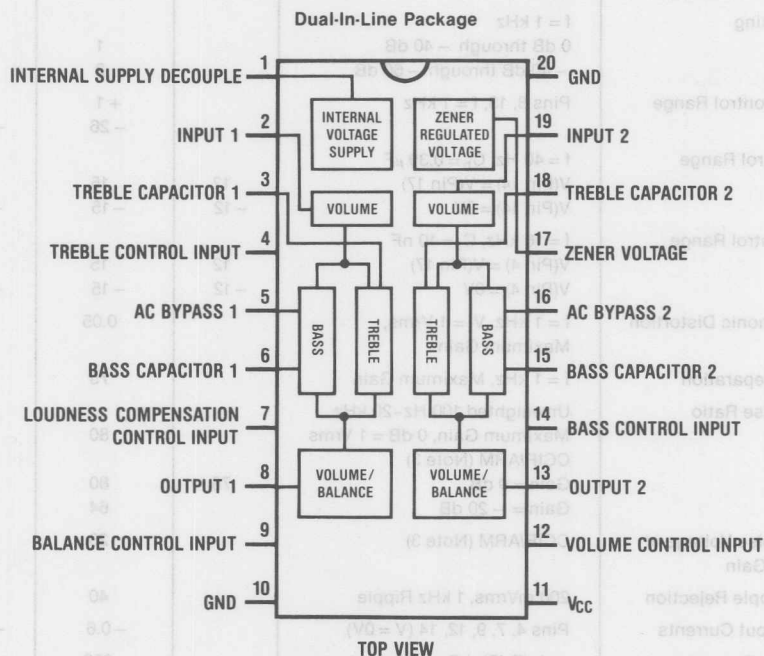 Dual-In-Line Package
1
INTERNAL SUPPLY DECOUPLE
20
GND
INTERNAL
VOLTAGE
SUPPLY
ZENER
REGULATED
VOLTAGE
2
INPUT 1
19
INPUT 2
3
TREBLE CAPACITOR 1
18
TREBLE CAPACITOR 2
VOLUME
VOLUME
4
TREBLE CONTROL INPUT
17
ZENER VOLTAGE
5
AC BYPASS 1
16
AC BYPASS 2
BASS
TREBLE
TREBLE
BASS
6
BASS CAPACITOR 1
15
BASS CAPACITOR 2
7
LOUDNESS COMPENSATION
CONTROL INPUT
14
BASS CONTROL INPUT
8
OUTPUT 1
VOLUME/
BALANCE
VOLUME/
BALANCE
13
OUTPUT 2
9
BALANCE CONTROL INPUT
12
VOLUME CONTROL INPUT
10
GND
11
VCC
TOP VIEW